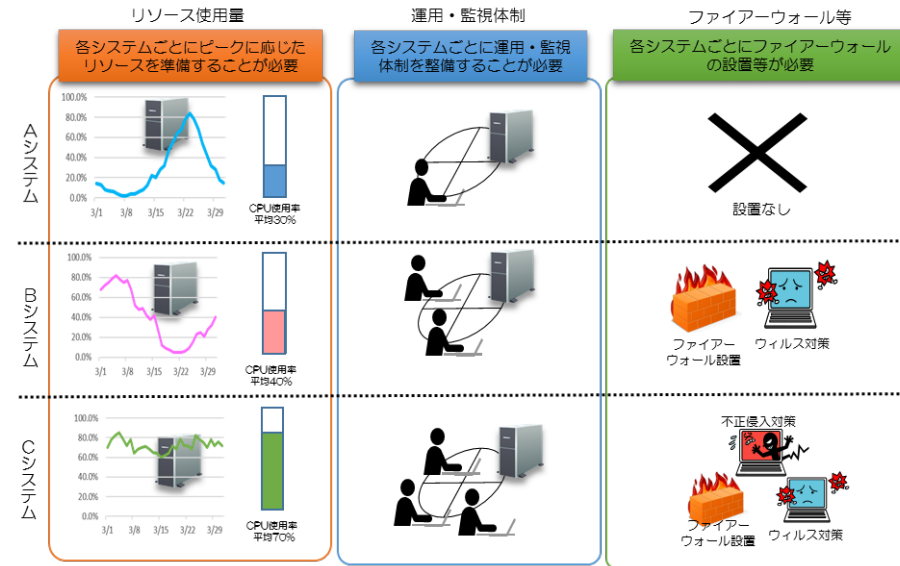 リソース使用量
運用・監視体制
ファイアーウォール等
各システムごとにピークに応じた
リソースを準備することが必要
各システムごとに運用・監視
体制を整備することが必要
各システムごとにファイアーウォール
の設置等が必要
Aシステム
100.0%
80.0%
60.0%
40.0%
20.0%
0.0%
3/1
3/8
3/15
3/22
3/29
CPU使用率
平均30%
設置なし
Bシステム
100.0%
80.0%
60.0%
40.0%
20.0%
0.0%
3/1
3/8
3/15
3/22
3/29
CPU使用率
平均40%
ファイアー
ウォール設置
ウィルス対策
Cシステム
100.0%
80.0%
60.0%
40.0%
20.0%
0.0%
3/1
3/8
3/15
3/22
3/29
CPU使用率
平均70%
不正侵入対策
ファイアー
ウォール設置
ウィルス対策